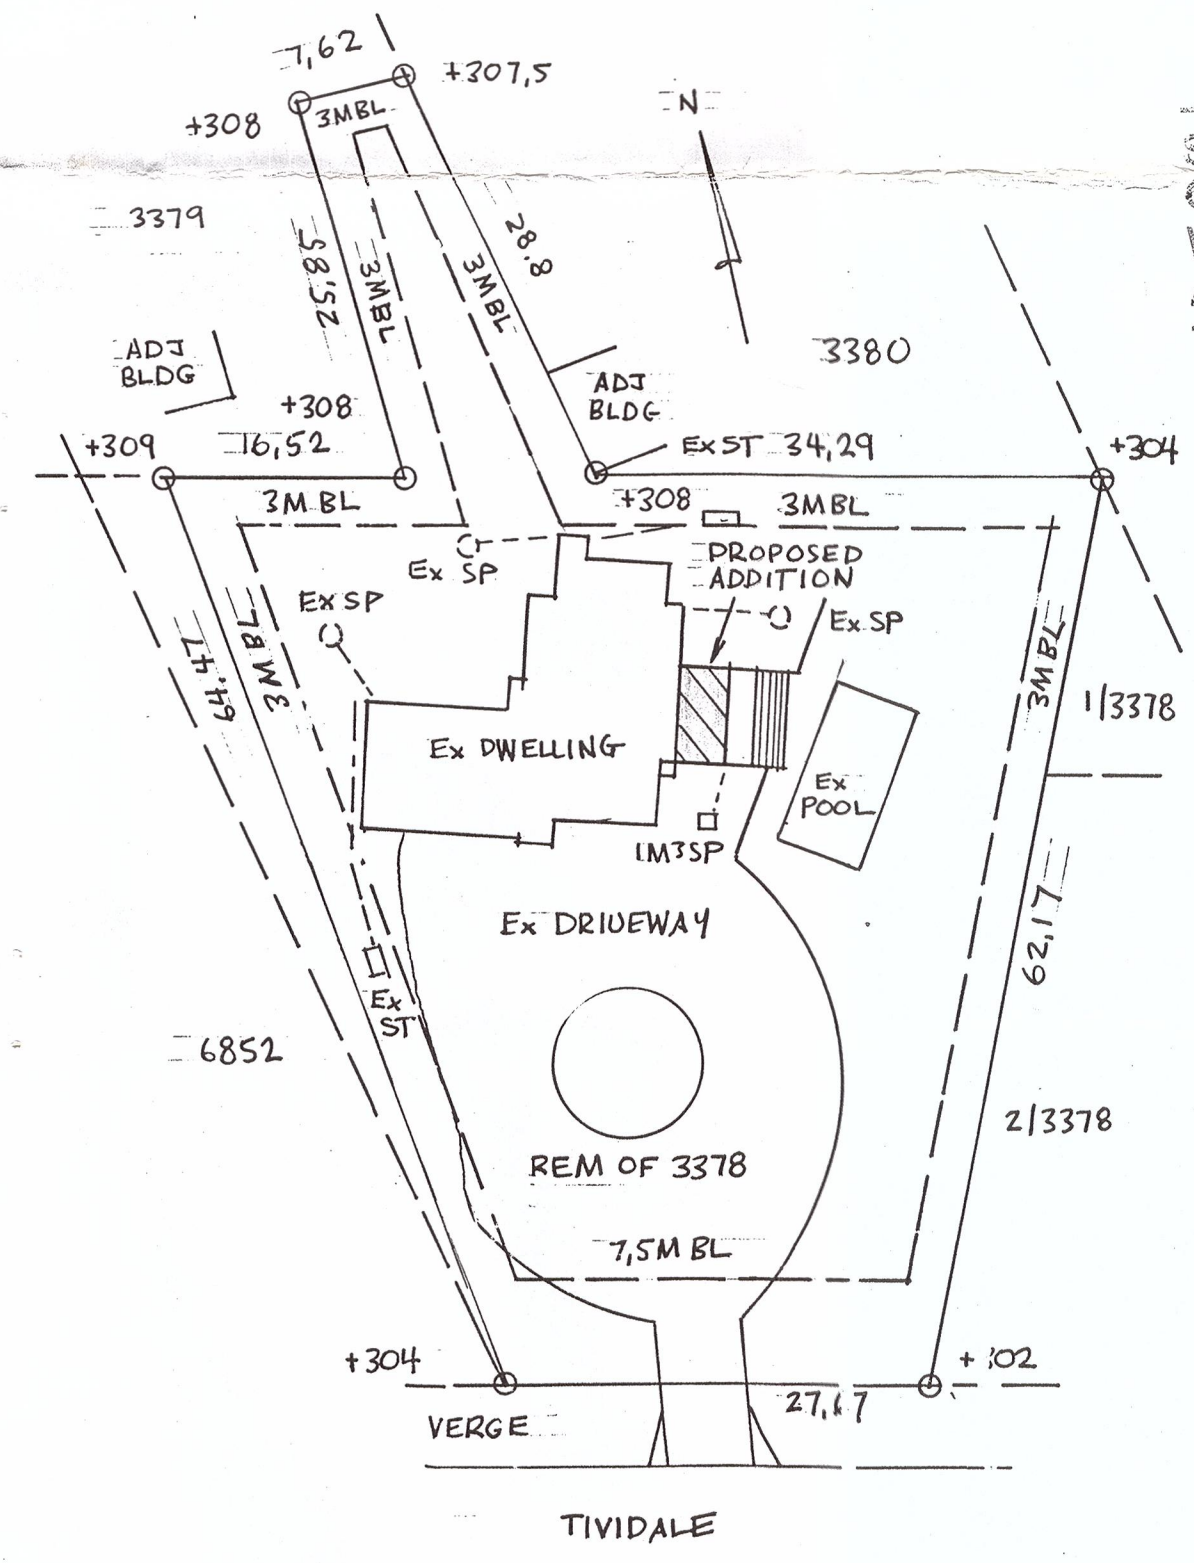 7,62
+307,5
3MBL
+308
N
3379
25,85
3MBL
3MBL
28,8
3380
ADJ
BLDG
ADJ
BLDG
+308
+309
16,52
Ex ST
34,29
+304
3M BL
+308
3MBL
Ex SP
PROPOSED
ADDITION
Ex SP
Ex SP
3MBL
3MBL
1/3378
Ex DWELLING
Ex
POOL
1M3SP
Ex DRIVEWAY
62,17
Ex
ST
6852
2/3378
REM OF 3378
7,5M BL
+304
VERGE
TIVIDALE